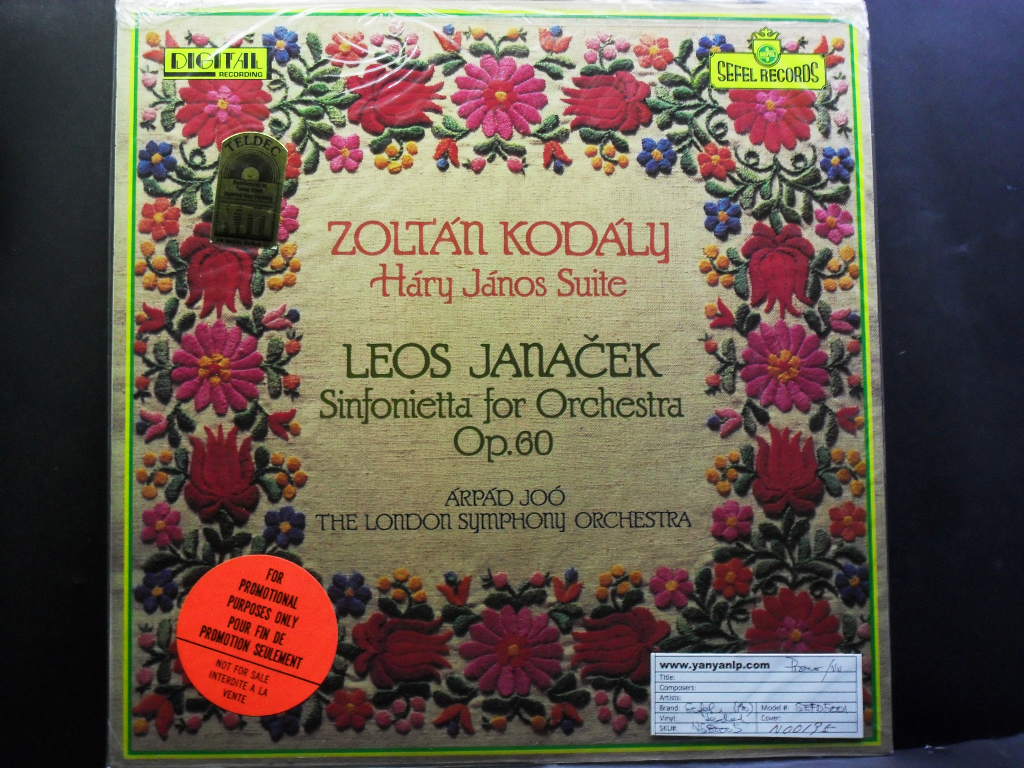 DIGITAL
RECORDING
SEFEL RECORDS
TELDEC
ZOLTÁN KODÁLY
Háry János Suite
LEOS JANAČEK
Sinfonietta for Orchestra
Op.60
ÁRPÁD JOÓ
THE LONDON SYMPHONY ORCHESTRA
FOR
PROMOTIONAL
PURPOSES ONLY
POUR FIN DE
PROMOTION SEULEMENT
NOT FOR SALE
INTERDITE A LA
VENTE
www.yanyanlp.com
Title:
Composers:
Artists:
Brand: Model #:
Vinyl: Cover:
SKU#: